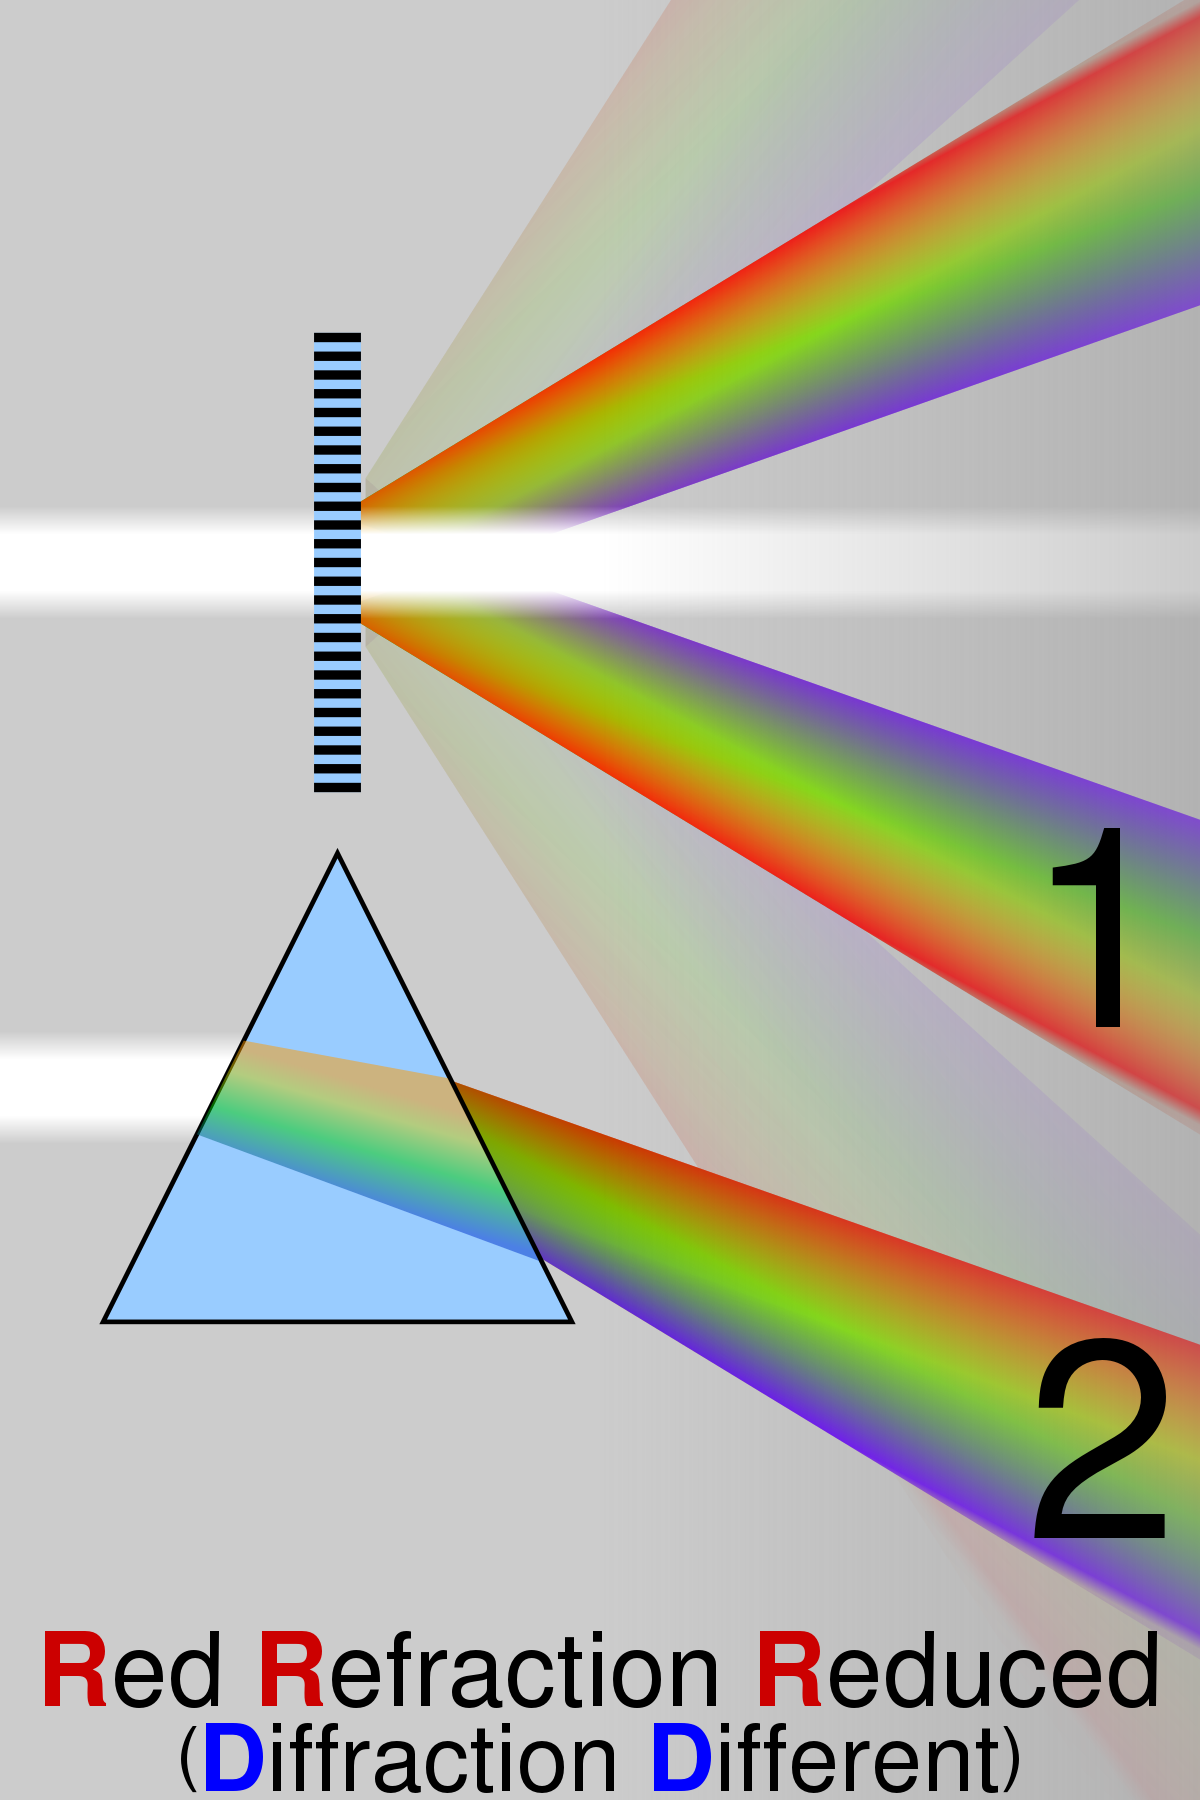 1
2
Red Refraction Reduced
(Diffraction Different)